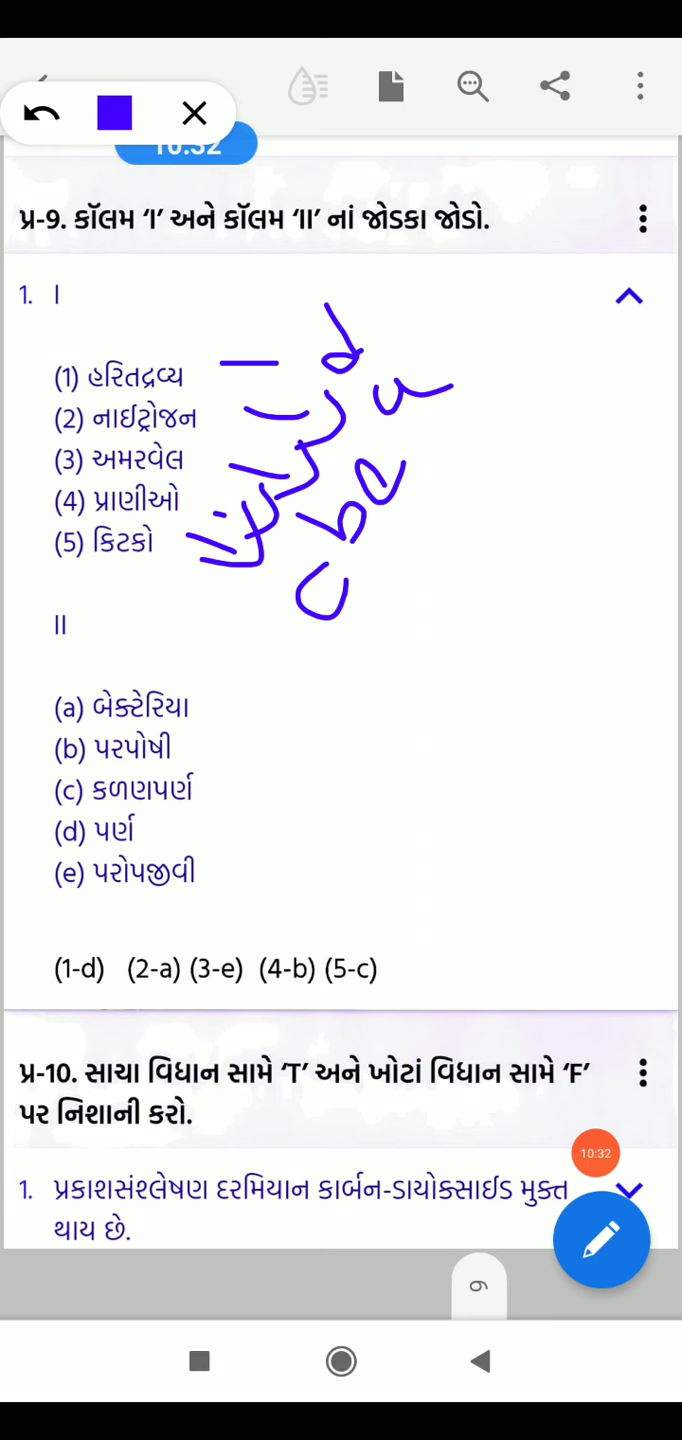 10:32
પ્ર-9. કૉલમ ‘I’ અને કૉલમ ‘II’ નાં જોડકા જોડો.
1. I
(1) હરિતદ્રવ્ય – d
(2) નાઈટ્રોજન – a
(3) અમરવેલ – e
(4) પ્રાણીઓ - b
(5) કિટકો – c
II
(a) બેક્ટેરિયા
(b) પરપોષી
(c) કળણપર્ણ
(d) પર્ણ
(e) પરોપજીવી
(1-d) (2-a) (3-e) (4-b) (5-c)
પ્ર-10. સાચા વિધાન સામે ‘T’ અને ખોટાં વિધાન સામે ‘F’
પર નિશાની કરો.
10:32
1. પ્રકાશસંશ્લેષણ દરમિયાન કાર્બન-ડાયોક્સાઈડ મુક્ત
થાય છે.
6